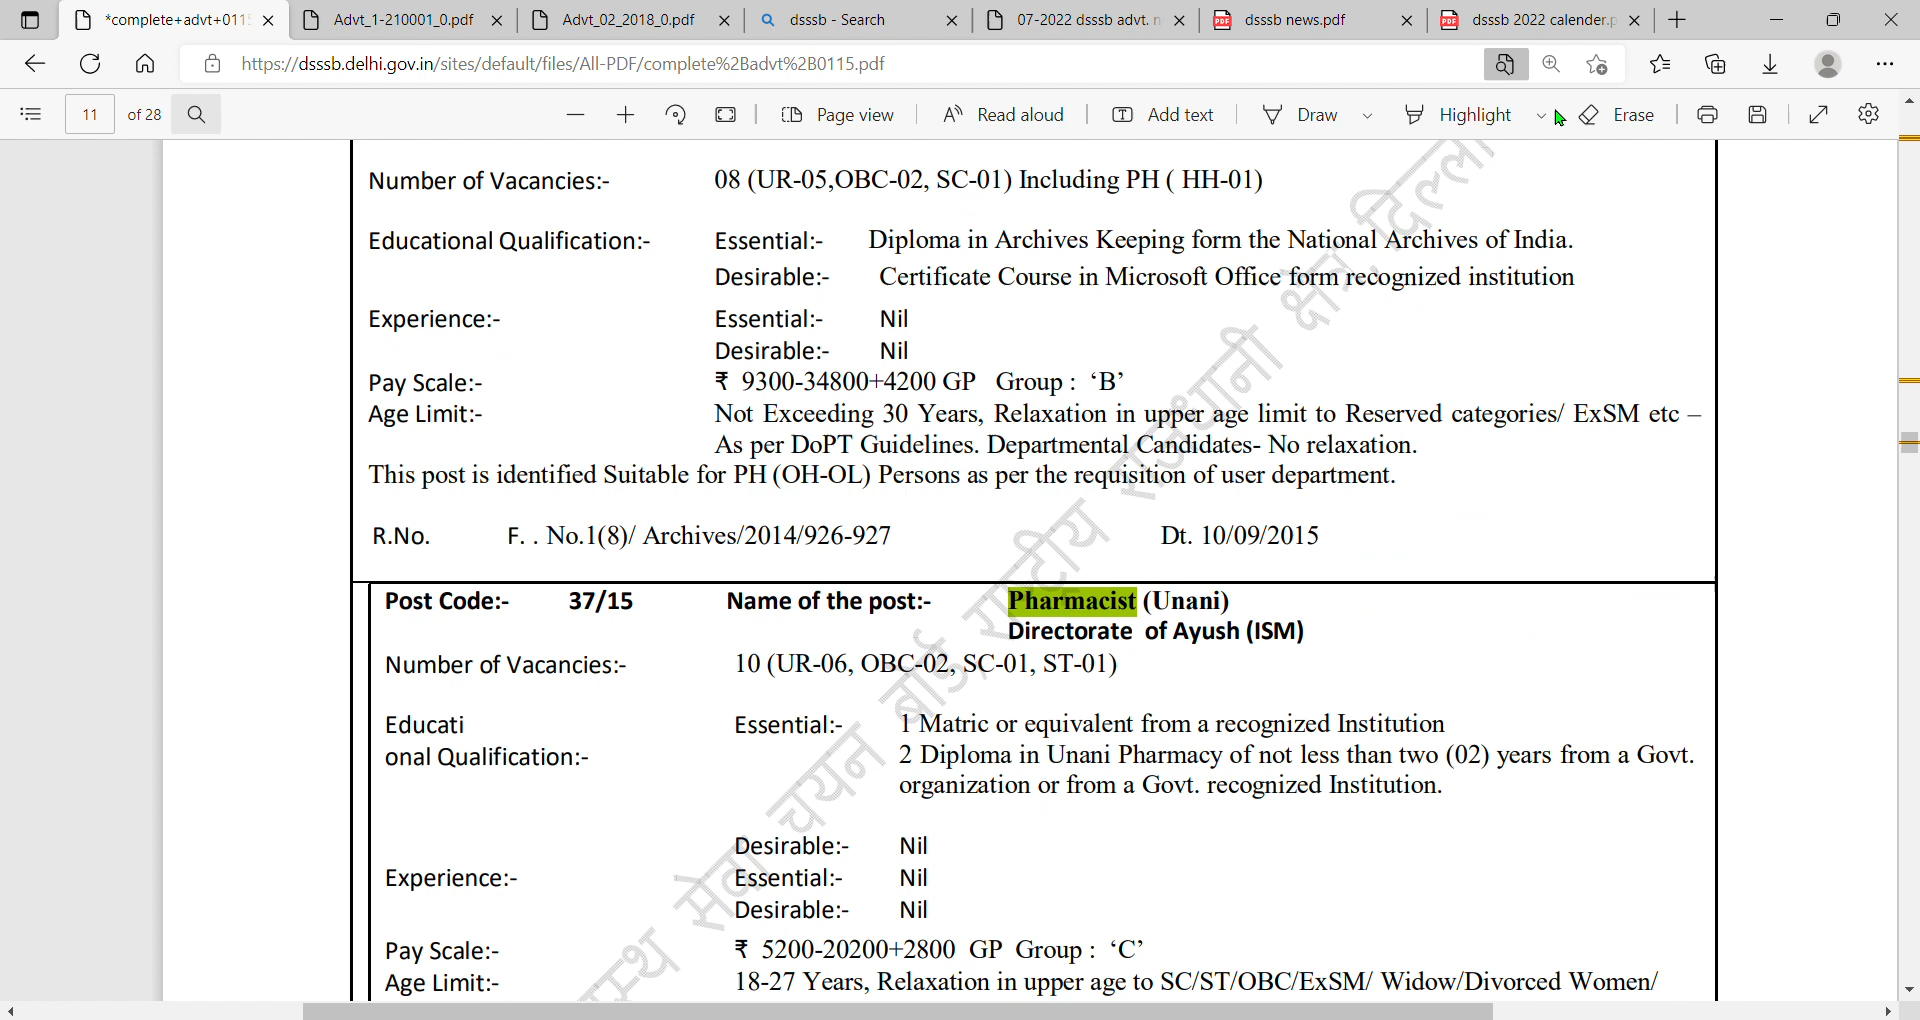 *complete+advt+011
Advt_1-210001_0.pdf
Advt_02_2018_0.pdf
dsssb - Search
07-2022 dsssb advt. n
dsssb news.pdf
dsssb 2022 calender.p
https://dsssb.delhi.gov.in/sites/default/files/All-PDF/complete%2Badvt%2B0115.pdf
11 of 28
Page view
Read aloud
Add text
Draw
Highlight
Erase
Number of Vacancies:- 08 (UR-05,OBC-02, SC-01) Including PH ( HH-01)
Educational Qualification:- Essential:- Diploma in Archives Keeping form the National Archives of India.
Desirable:- Certificate Course in Microsoft Office form recognized institution
Experience:- Essential:- Nil
Desirable:- Nil
Pay Scale:- ₹ 9300-34800+4200 GP Group : ‘B’
Age Limit:- Not Exceeding 30 Years, Relaxation in upper age limit to Reserved categories/ ExSM etc –
As per DoPT Guidelines. Departmental Candidates- No relaxation.
This post is identified Suitable for PH (OH-OL) Persons as per the requisition of user department.
R.No. F. . No.1(8)/ Archives/2014/926-927 Dt. 10/09/2015
Post Code:- 37/15 Name of the post:- Pharmacist (Unani)
Directorate of Ayush (ISM)
Number of Vacancies:- 10 (UR-06, OBC-02, SC-01, ST-01)
Educati Essential:- 1 Matric or equivalent from a recognized Institution
onal Qualification:- 2 Diploma in Unani Pharmacy of not less than two (02) years from a Govt.
organization or from a Govt. recognized Institution.
Desirable:- Nil
Experience:- Essential:- Nil
Desirable:- Nil
Pay Scale:- ₹ 5200-20200+2800 GP Group : ‘C’
Age Limit:- 18-27 Years, Relaxation in upper age to SC/ST/OBC/ExSM/ Widow/Divorced Women/
सेवा चयन बोर्ड, राष्ट्रीय राजधानी क्षेत्र, दिल्ली